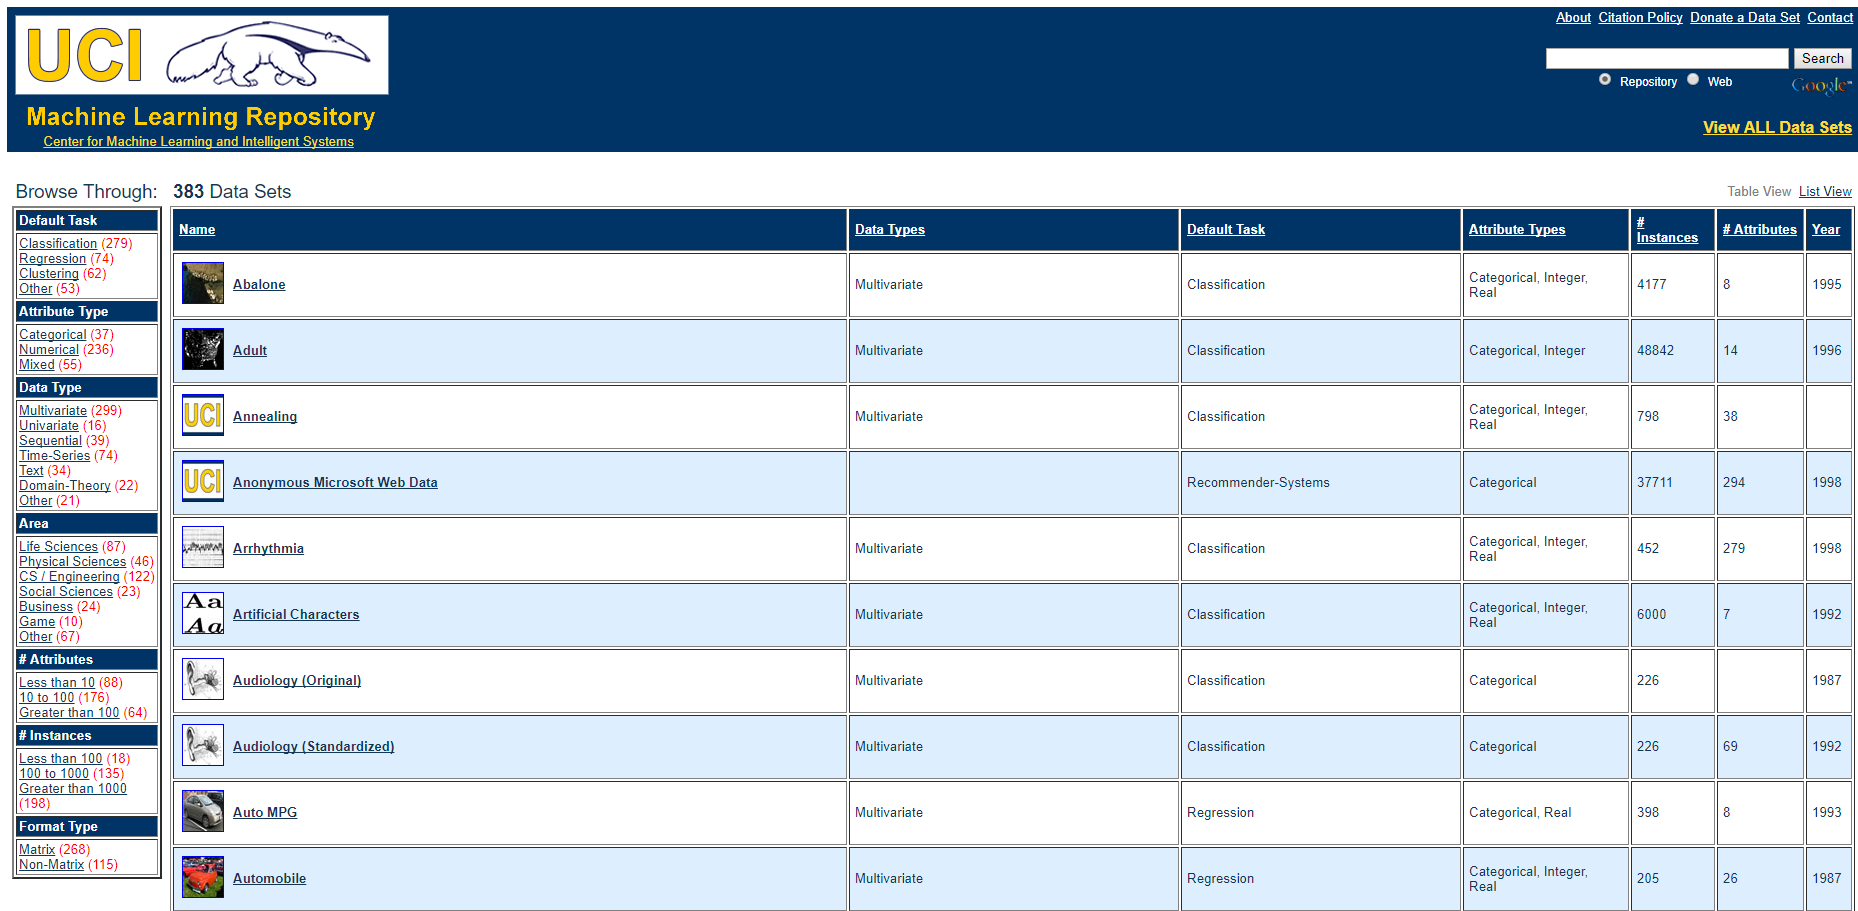 UCI
About Citation Policy Donate a Data Set Contact
Search
Repository Web
Google™
Machine Learning Repository
Center for Machine Learning and Intelligent Systems
View ALL Data Sets
Browse Through:
Default Task
Classification (279)
Regression (74)
Clustering (62)
Other (53)
Attribute Type
Categorical (37)
Numerical (236)
Mixed (55)
Data Type
Multivariate (299)
Univariate (16)
Sequential (39)
Time-Series (74)
Text (34)
Domain-Theory (22)
Other (21)
Area
Life Sciences (87)
Physical Sciences (46)
CS / Engineering (122)
Social Sciences (23)
Business (24)
Game (10)
Other (67)
# Attributes
Less than 10 (88)
10 to 100 (176)
Greater than 100 (64)
# Instances
Less than 100 (18)
100 to 1000 (135)
Greater than 1000
(198)
Format Type
Matrix (268)
Non-Matrix (115)
383 Data Sets
Table View List View
Name Data Types Default Task Attribute Types # Instances # Attributes Year
Abalone Multivariate Classification Categorical, Integer, Real 4177 8 1995
Adult Multivariate Classification Categorical, Integer 48842 14 1996
UCI Annealing Multivariate Classification Categorical, Integer, Real 798 38
UCI Anonymous Microsoft Web Data Recommender-Systems Categorical 37711 294 1998
Arrhythmia Multivariate Classification Categorical, Integer, Real 452 279 1998
Aa
Aa
Artificial Characters Multivariate Classification Categorical, Integer, Real 6000 7 1992
Audiology (Original) Multivariate Classification Categorical 226 1987
Audiology (Standardized) Multivariate Classification Categorical 226 69 1992
Auto MPG Multivariate Regression Categorical, Real 398 8 1993
Automobile Multivariate Regression Categorical, Integer, Real 205 26 1987